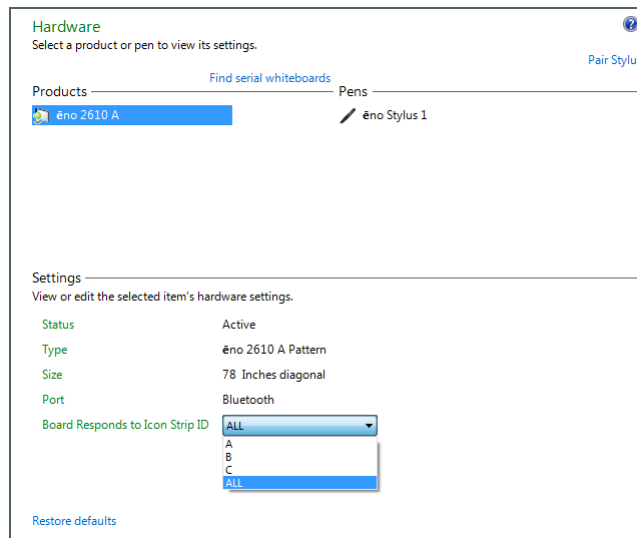 Hardware
Select a product or pen to view its settings.
Pair Stylu
Find serial whiteboards
Products
Pens
ēno 2610 A
ēno Stylus 1
Settings
View or edit the selected item's hardware settings.
Status Active
Type ēno 2610 A Pattern
Size 78 Inches diagonal
Port Bluetooth
Board Responds to Icon Strip ID ALL
A
B
C
ALL
Restore defaults